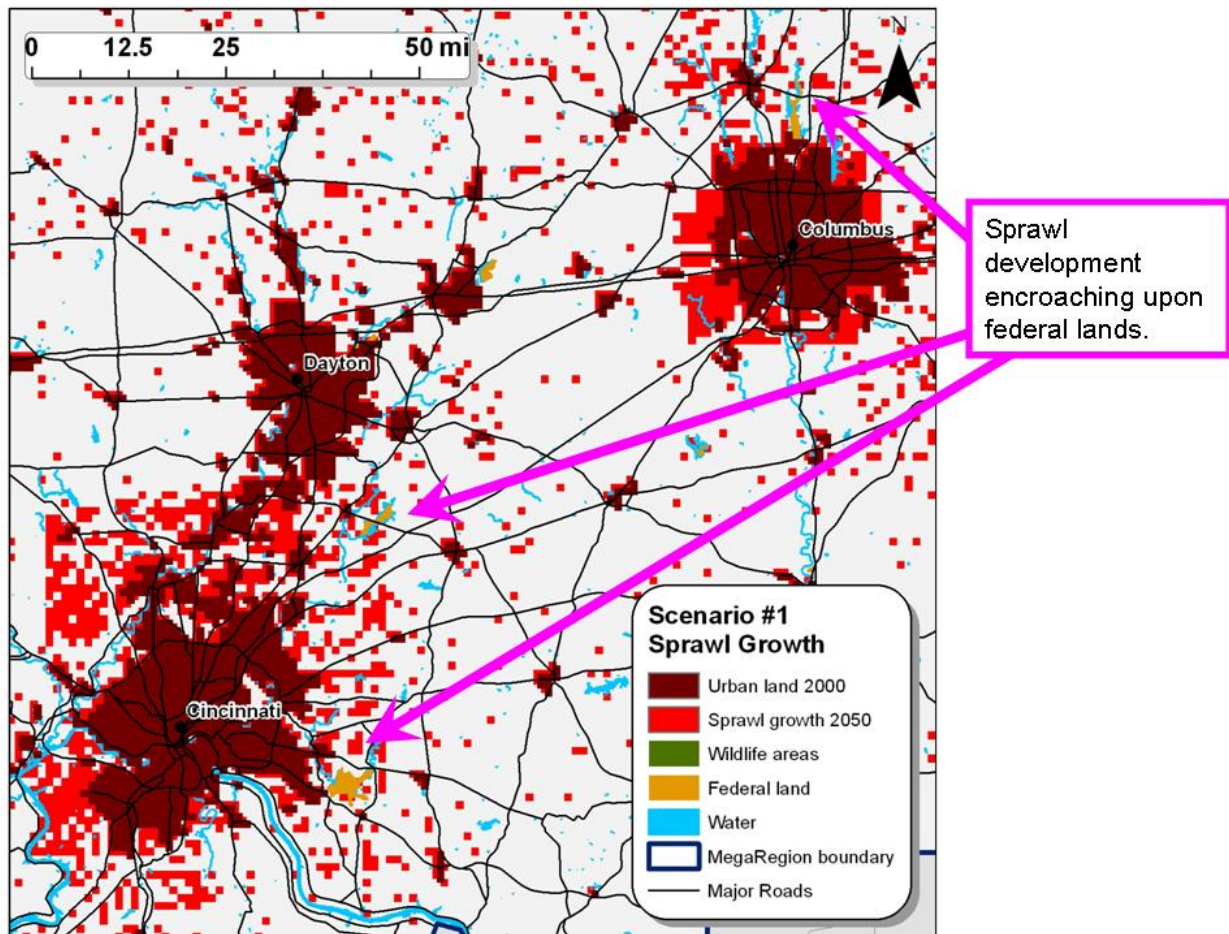 0 12.5 25 50 mi
N
Columbus
Sprawl
development
encroaching upon
federal lands.
Dayton
Cincinnati
Scenario #1
Sprawl Growth
Urban land 2000
Sprawl growth 2050
Wildlife areas
Federal land
Water
MegaRegion boundary
Major Roads